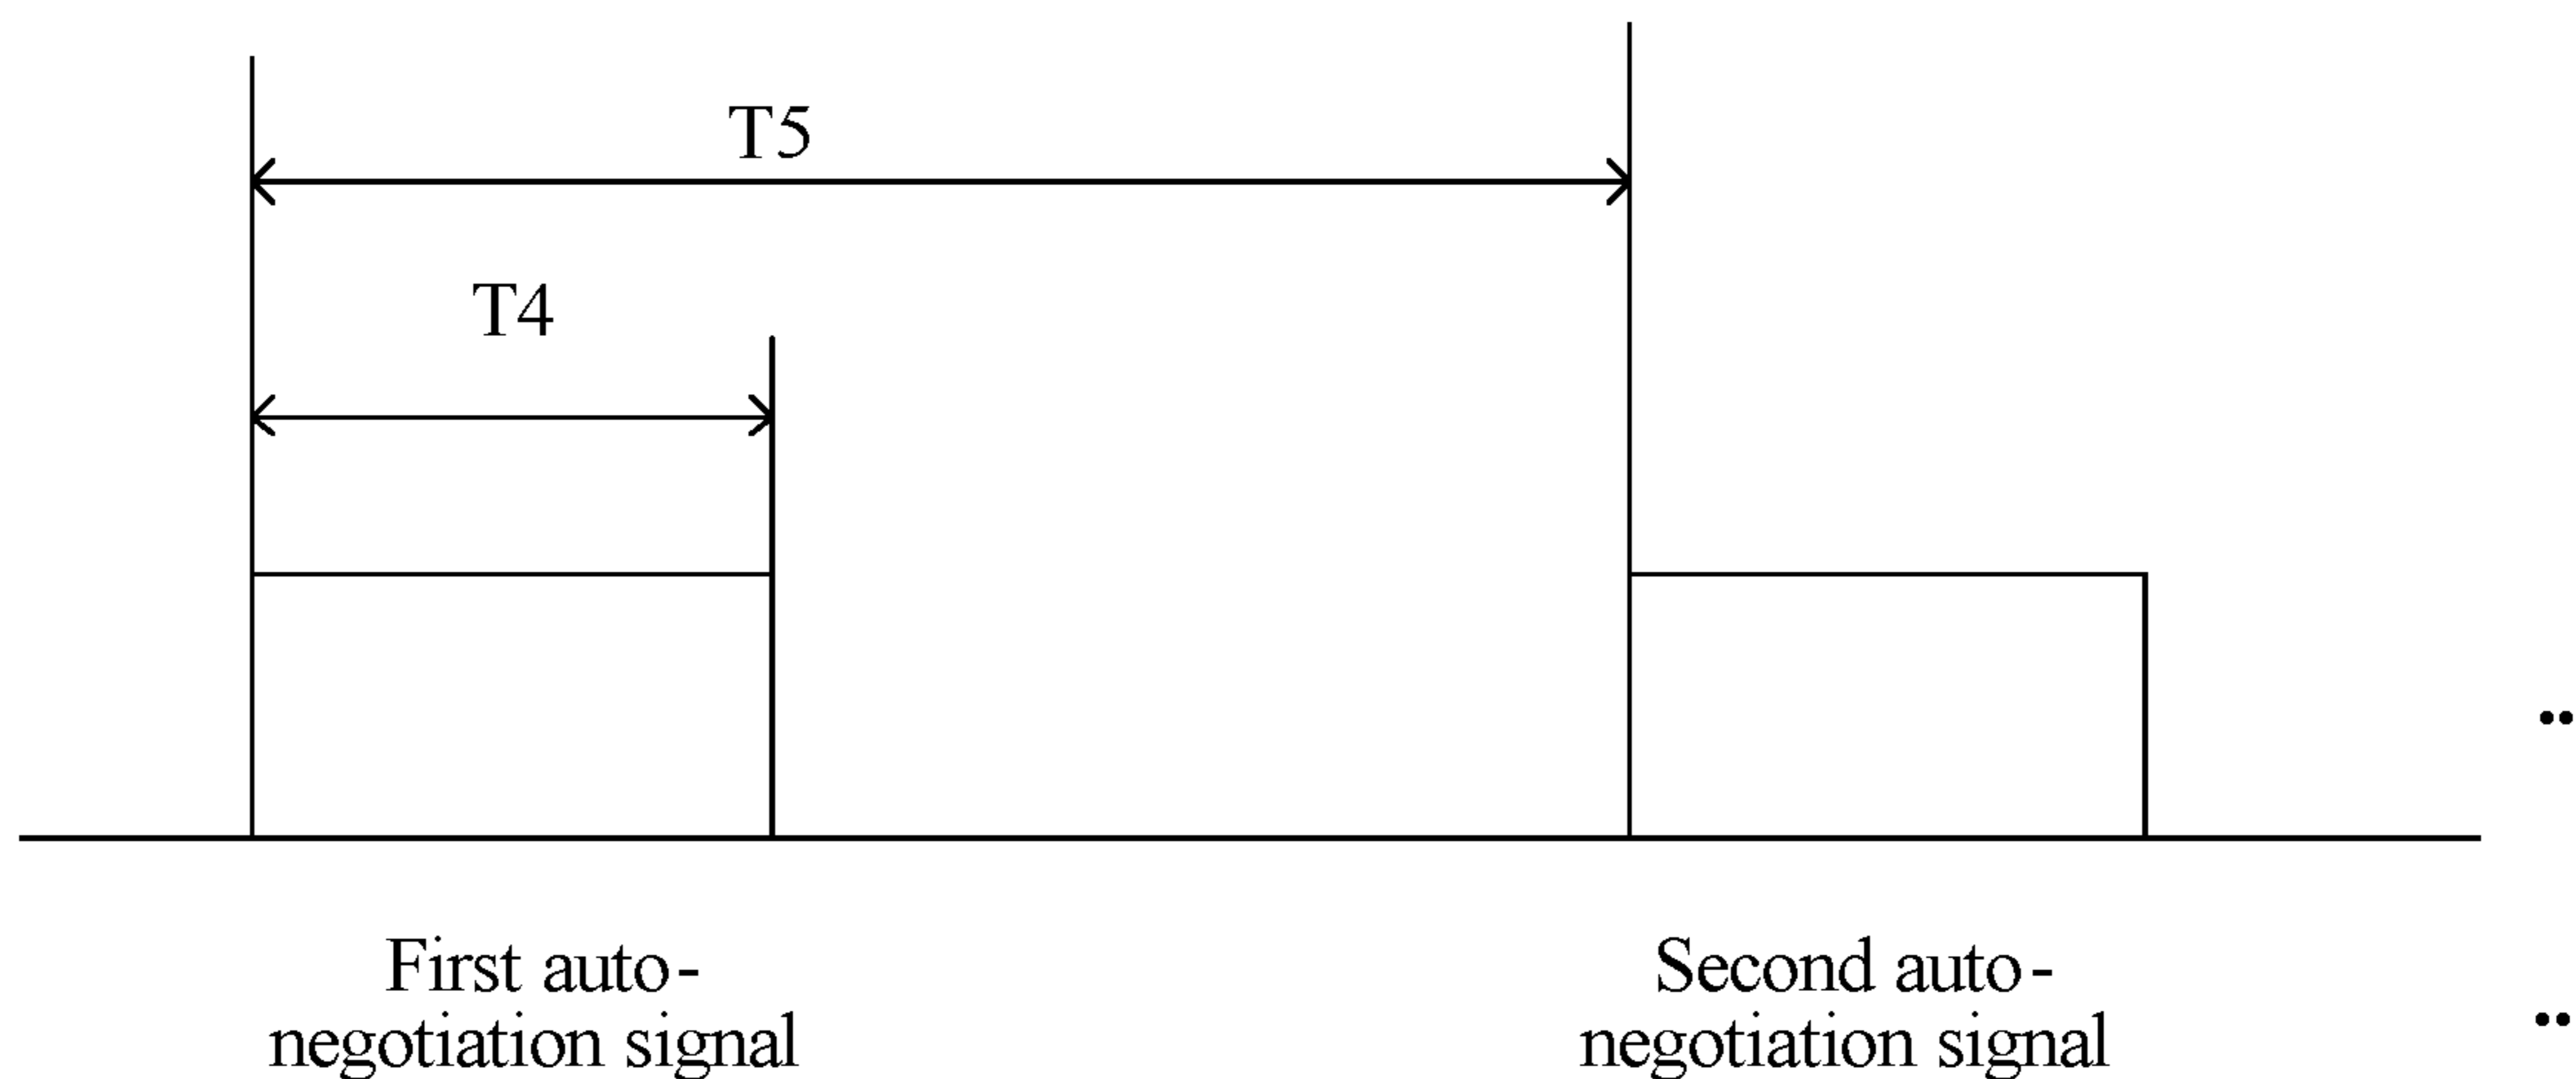 T5
T4
..
First auto-
negotiation signal
Second auto-
negotiation signal
..